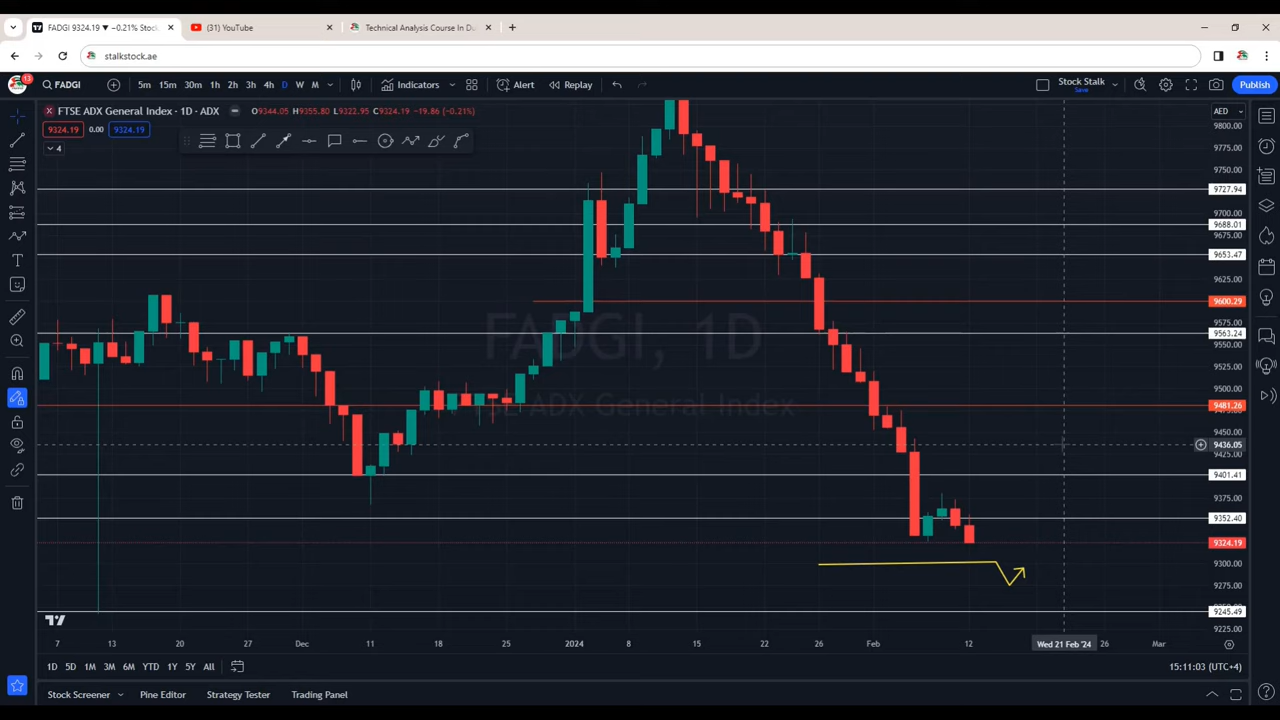 FADGI 9324.19 ▼ −0.21% Stoc
(31) YouTube
Technical Analysis Course In Du
stalkstock.ae
13
FADGI
5m 15m 30m 1h 2h 3h 4h D W M
Indicators
Alert
Replay
Stock Stalk
Save
Publish
FTSE ADX General Index · 1D · ADX
O9344.05 H9355.80 L9322.95 C9324.19 −19.86 (−0.21%)
AED
9324.19 0.00 9324.19
4
9800.00
9775.00
9750.00
9727.94
9700.00
9688.01
9675.00
9653.47
9625.00
9600.29
9575.00
9563.24
9550.00
9525.00
9500.00
9481.26
9450.00
9436.05
9425.00
9401.41
9375.00
9352.40
9324.19
9300.00
9275.00
9245.49
9225.00
FADGI, 1D
FTSE ADX General Index
7 13 20 27 Dec 11 18 25 2024 8 15 22 26 Feb 12 Wed 21 Feb '24 26 Mar
1D 5D 1M 3M 6M YTD 1Y 5Y All
15:11:03 (UTC+4)
Stock Screener
Pine Editor
Strategy Tester
Trading Panel